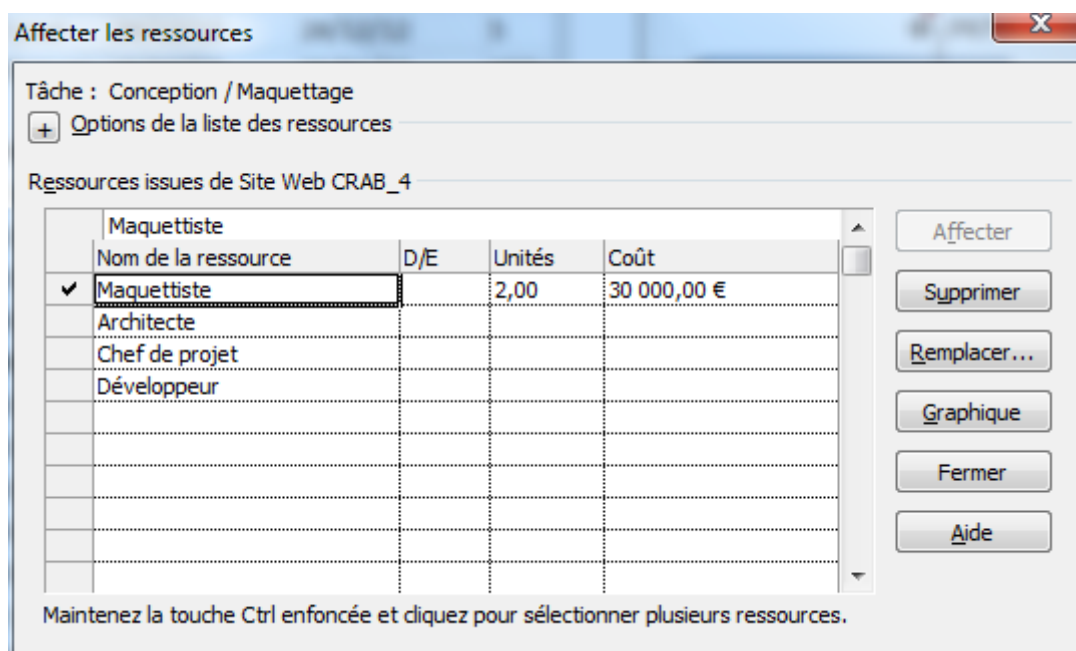 Affecter les ressources
Tâche : Conception / Maquettage
+ Options de la liste des ressources
Ressources issues de Site Web CRAB_4
Maquettiste
Nom de la ressource D/E Unités Coût
✔ Maquettiste 2,00 30 000,00 €
Architecte
Chef de projet
Développeur
Affecter
Supprimer
Remplacer...
Graphique
Fermer
Aide
Maintenez la touche Ctrl enfoncée et cliquez pour sélectionner plusieurs ressources.